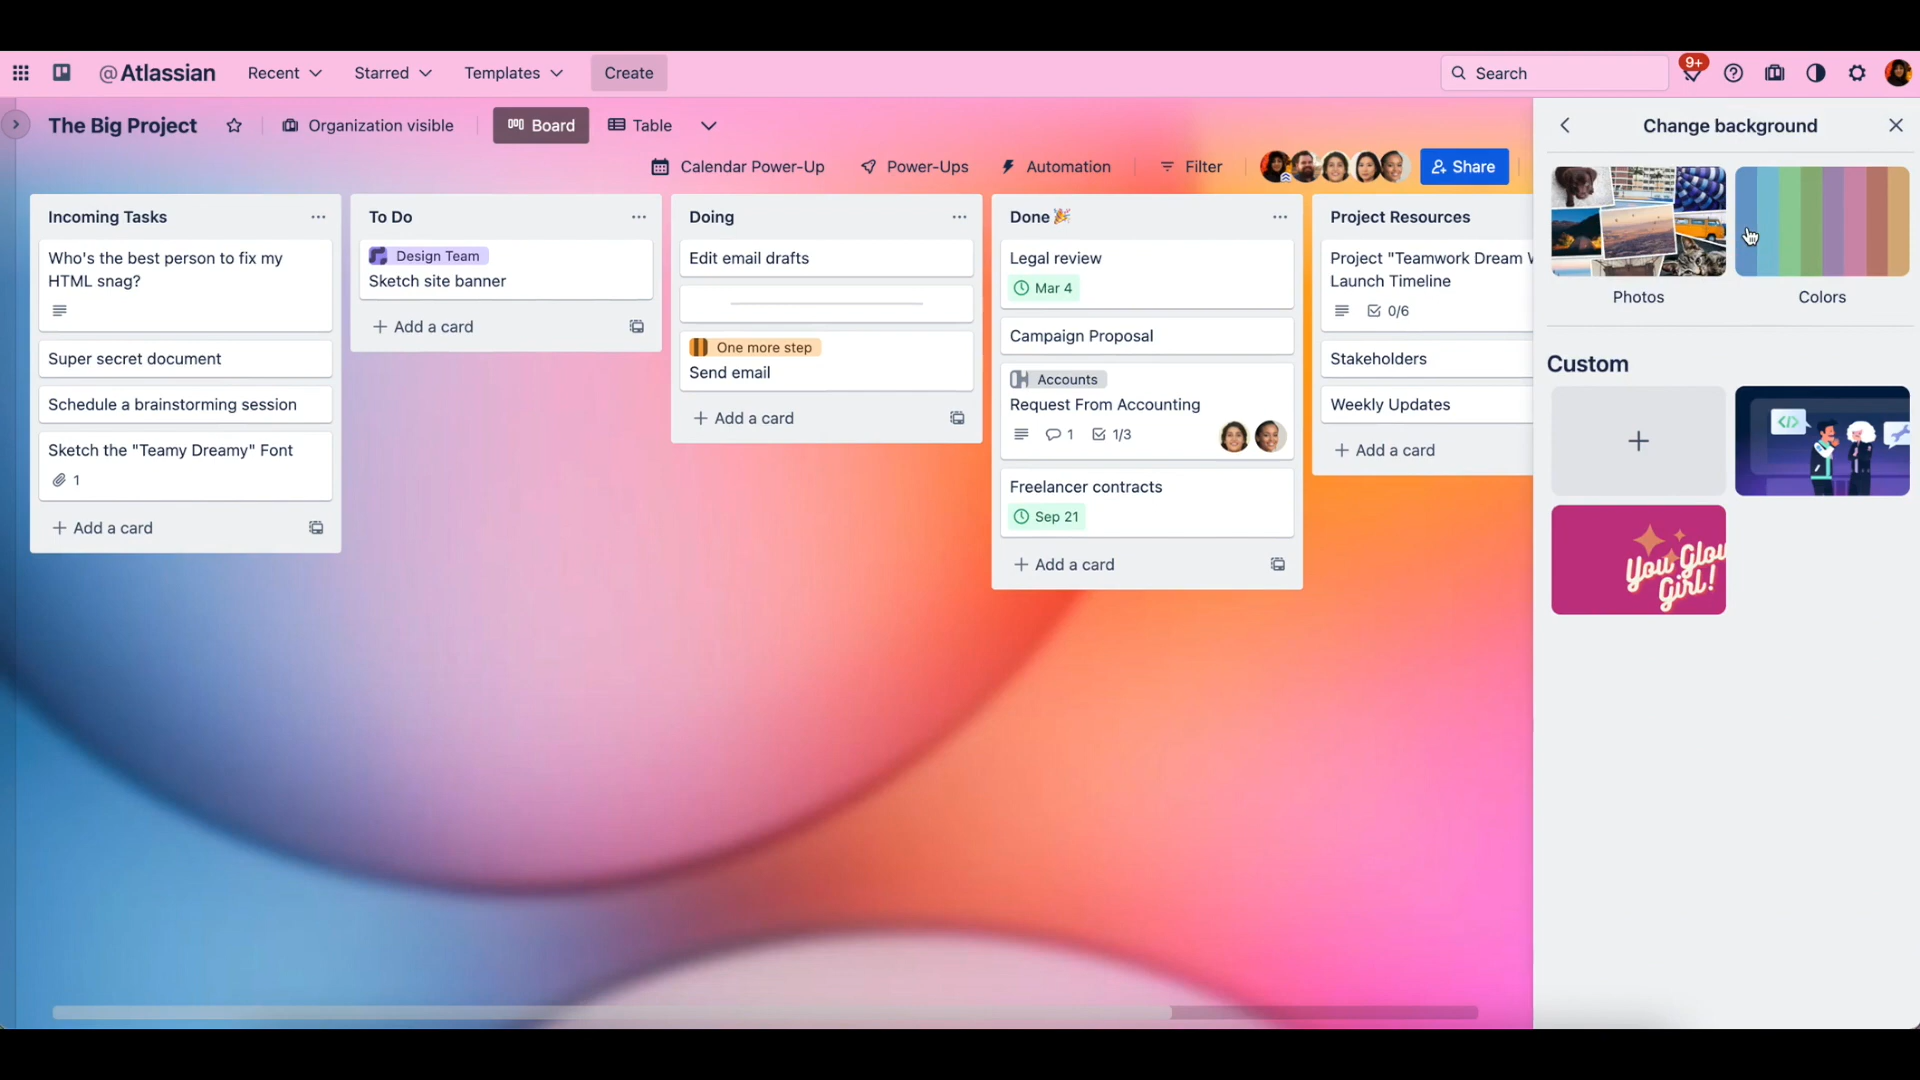 @Atlassian Recent Starred Templates Create Search 9+
The Big Project Organization visible Board Table
Calendar Power-Up Power-Ups Automation Filter Share
Incoming Tasks
Who's the best person to fix my
HTML snag?
Super secret document
Schedule a brainstorming session
Sketch the "Teamy Dreamy" Font
1
+ Add a card
To Do
Design Team
Sketch site banner
+ Add a card
Doing
Edit email drafts
One more step
Send email
+ Add a card
Done 🎉
Legal review
Mar 4
Campaign Proposal
Accounts
Request From Accounting
1 1/3
Freelancer contracts
Sep 21
+ Add a card
Project Resources
Project "Teamwork Dream W
Launch Timeline
0/6
Stakeholders
Weekly Updates
+ Add a card
Change background
Photos Colors
Custom
You Glow
Girl!